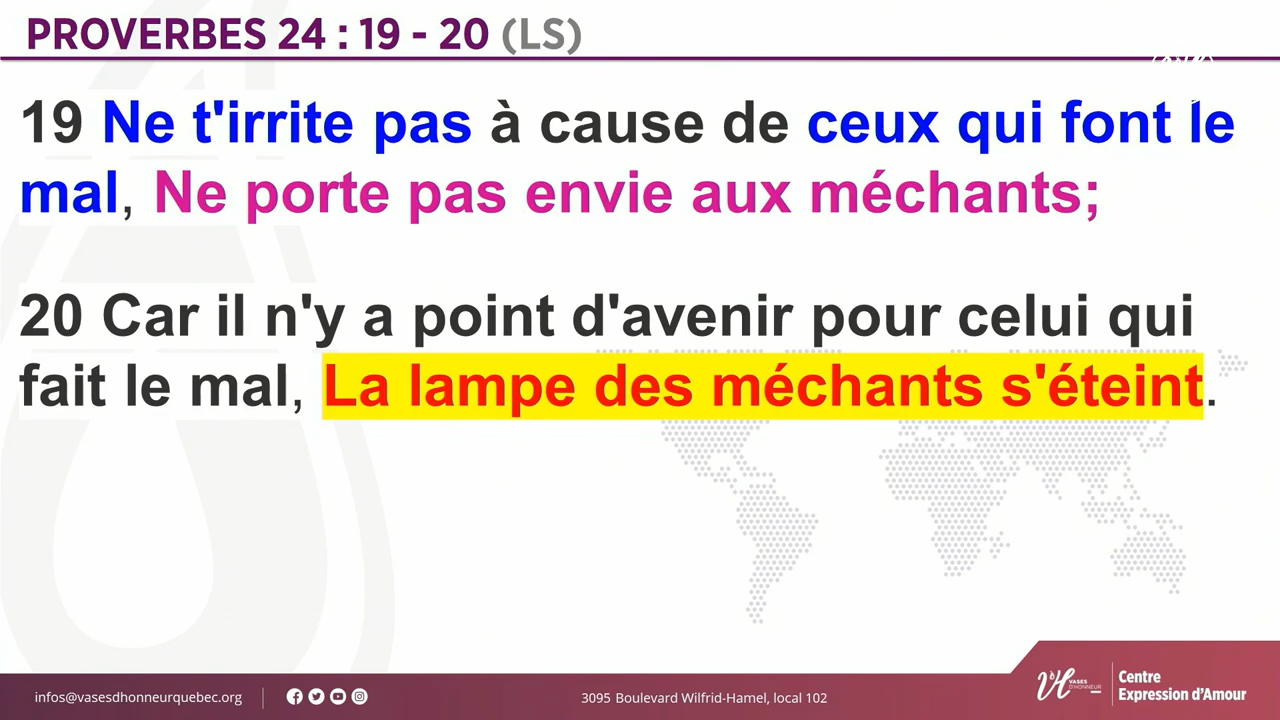 PROVERBES 24 : 19 - 20 (LS)
19 Ne t'irrite pas à cause de ceux qui font le
mal, Ne porte pas envie aux méchants;
20 Car il n'y a point d'avenir pour celui qui
fait le mal, La lampe des méchants s'éteint.
infos@vasesdhonneurquebec.org
3095 Boulevard Wilfrid-Hamel, local 102
VASES
D'HONNEUR
Centre
Expression d'Amour